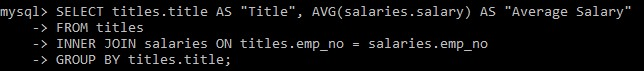 mysql> SELECT titles.title AS "Title", AVG(salaries.salary) AS "Average Salary"
    -> FROM titles
    -> INNER JOIN salaries ON titles.emp_no = salaries.emp_no
    -> GROUP BY titles.title;